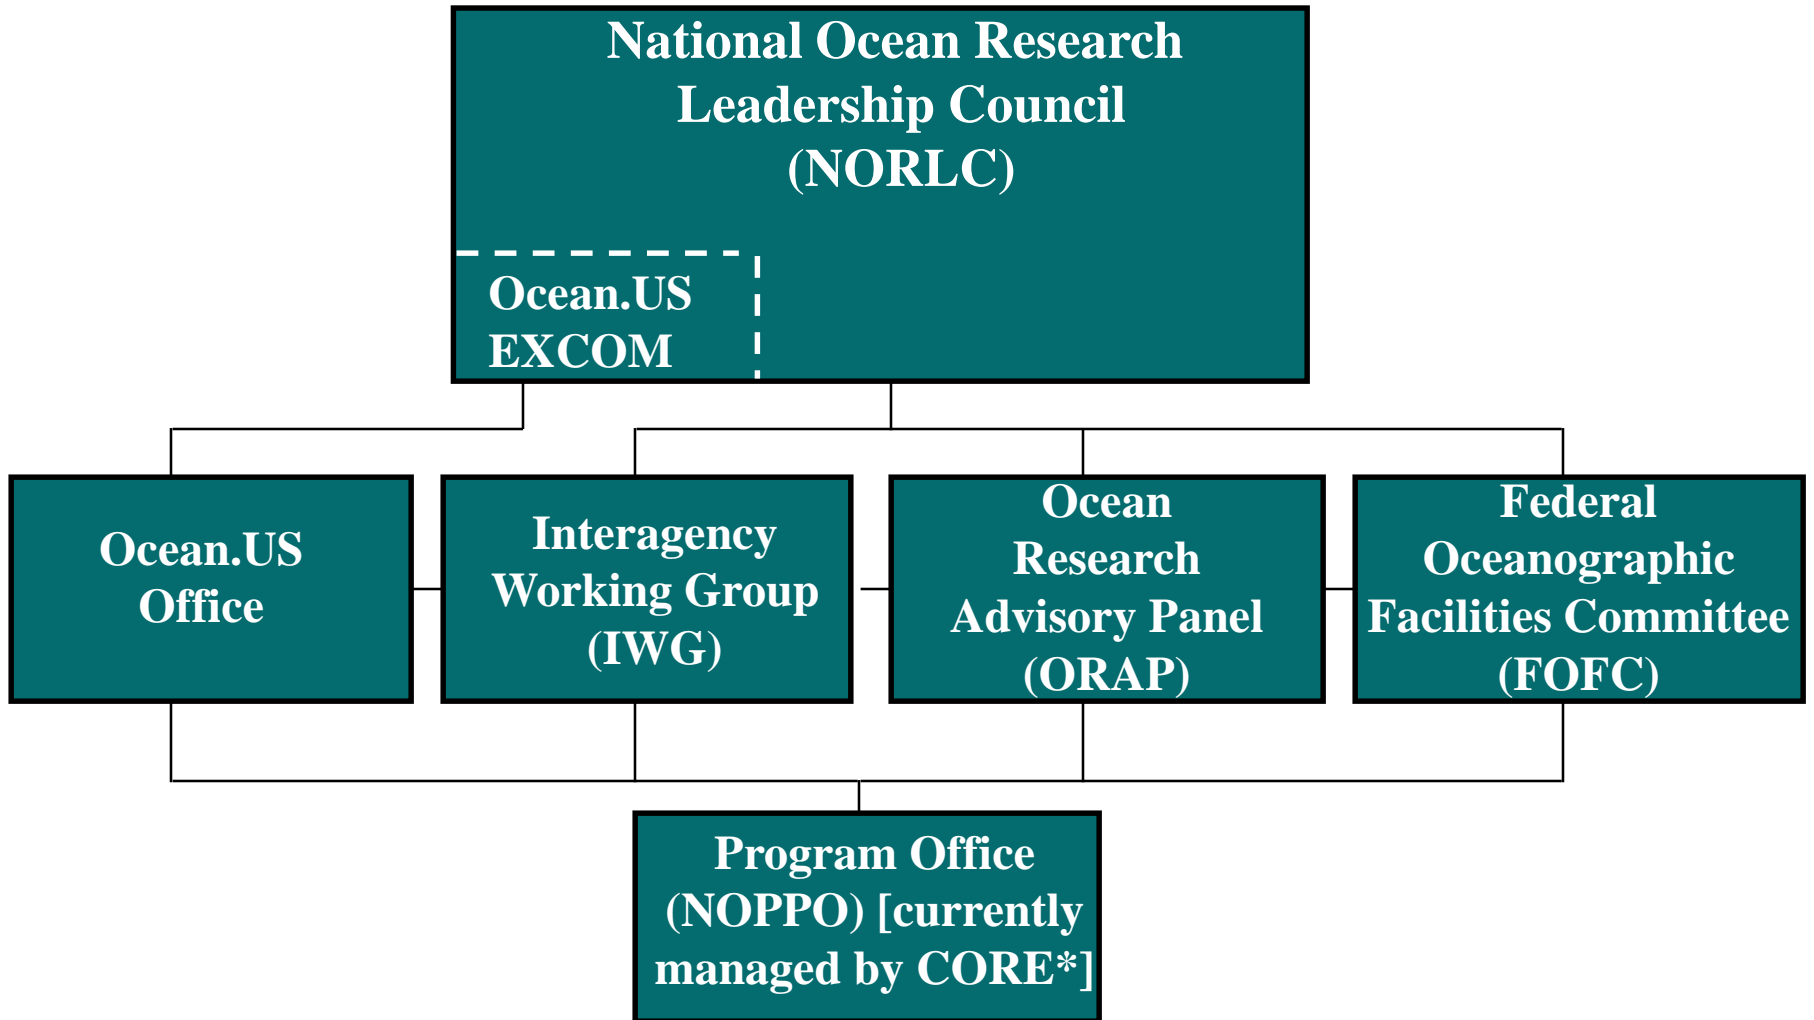 National Ocean Research
Leadership Council
(NORLC)
Ocean.US
EXCOM
Ocean.US
Office
Interagency
Working Group
(IWG)
Ocean
Research
Advisory Panel
(ORAP)
Federal
Oceanographic
Facilities Committee
(FOFC)
Program Office
(NOPPO) [currently
managed by CORE*]